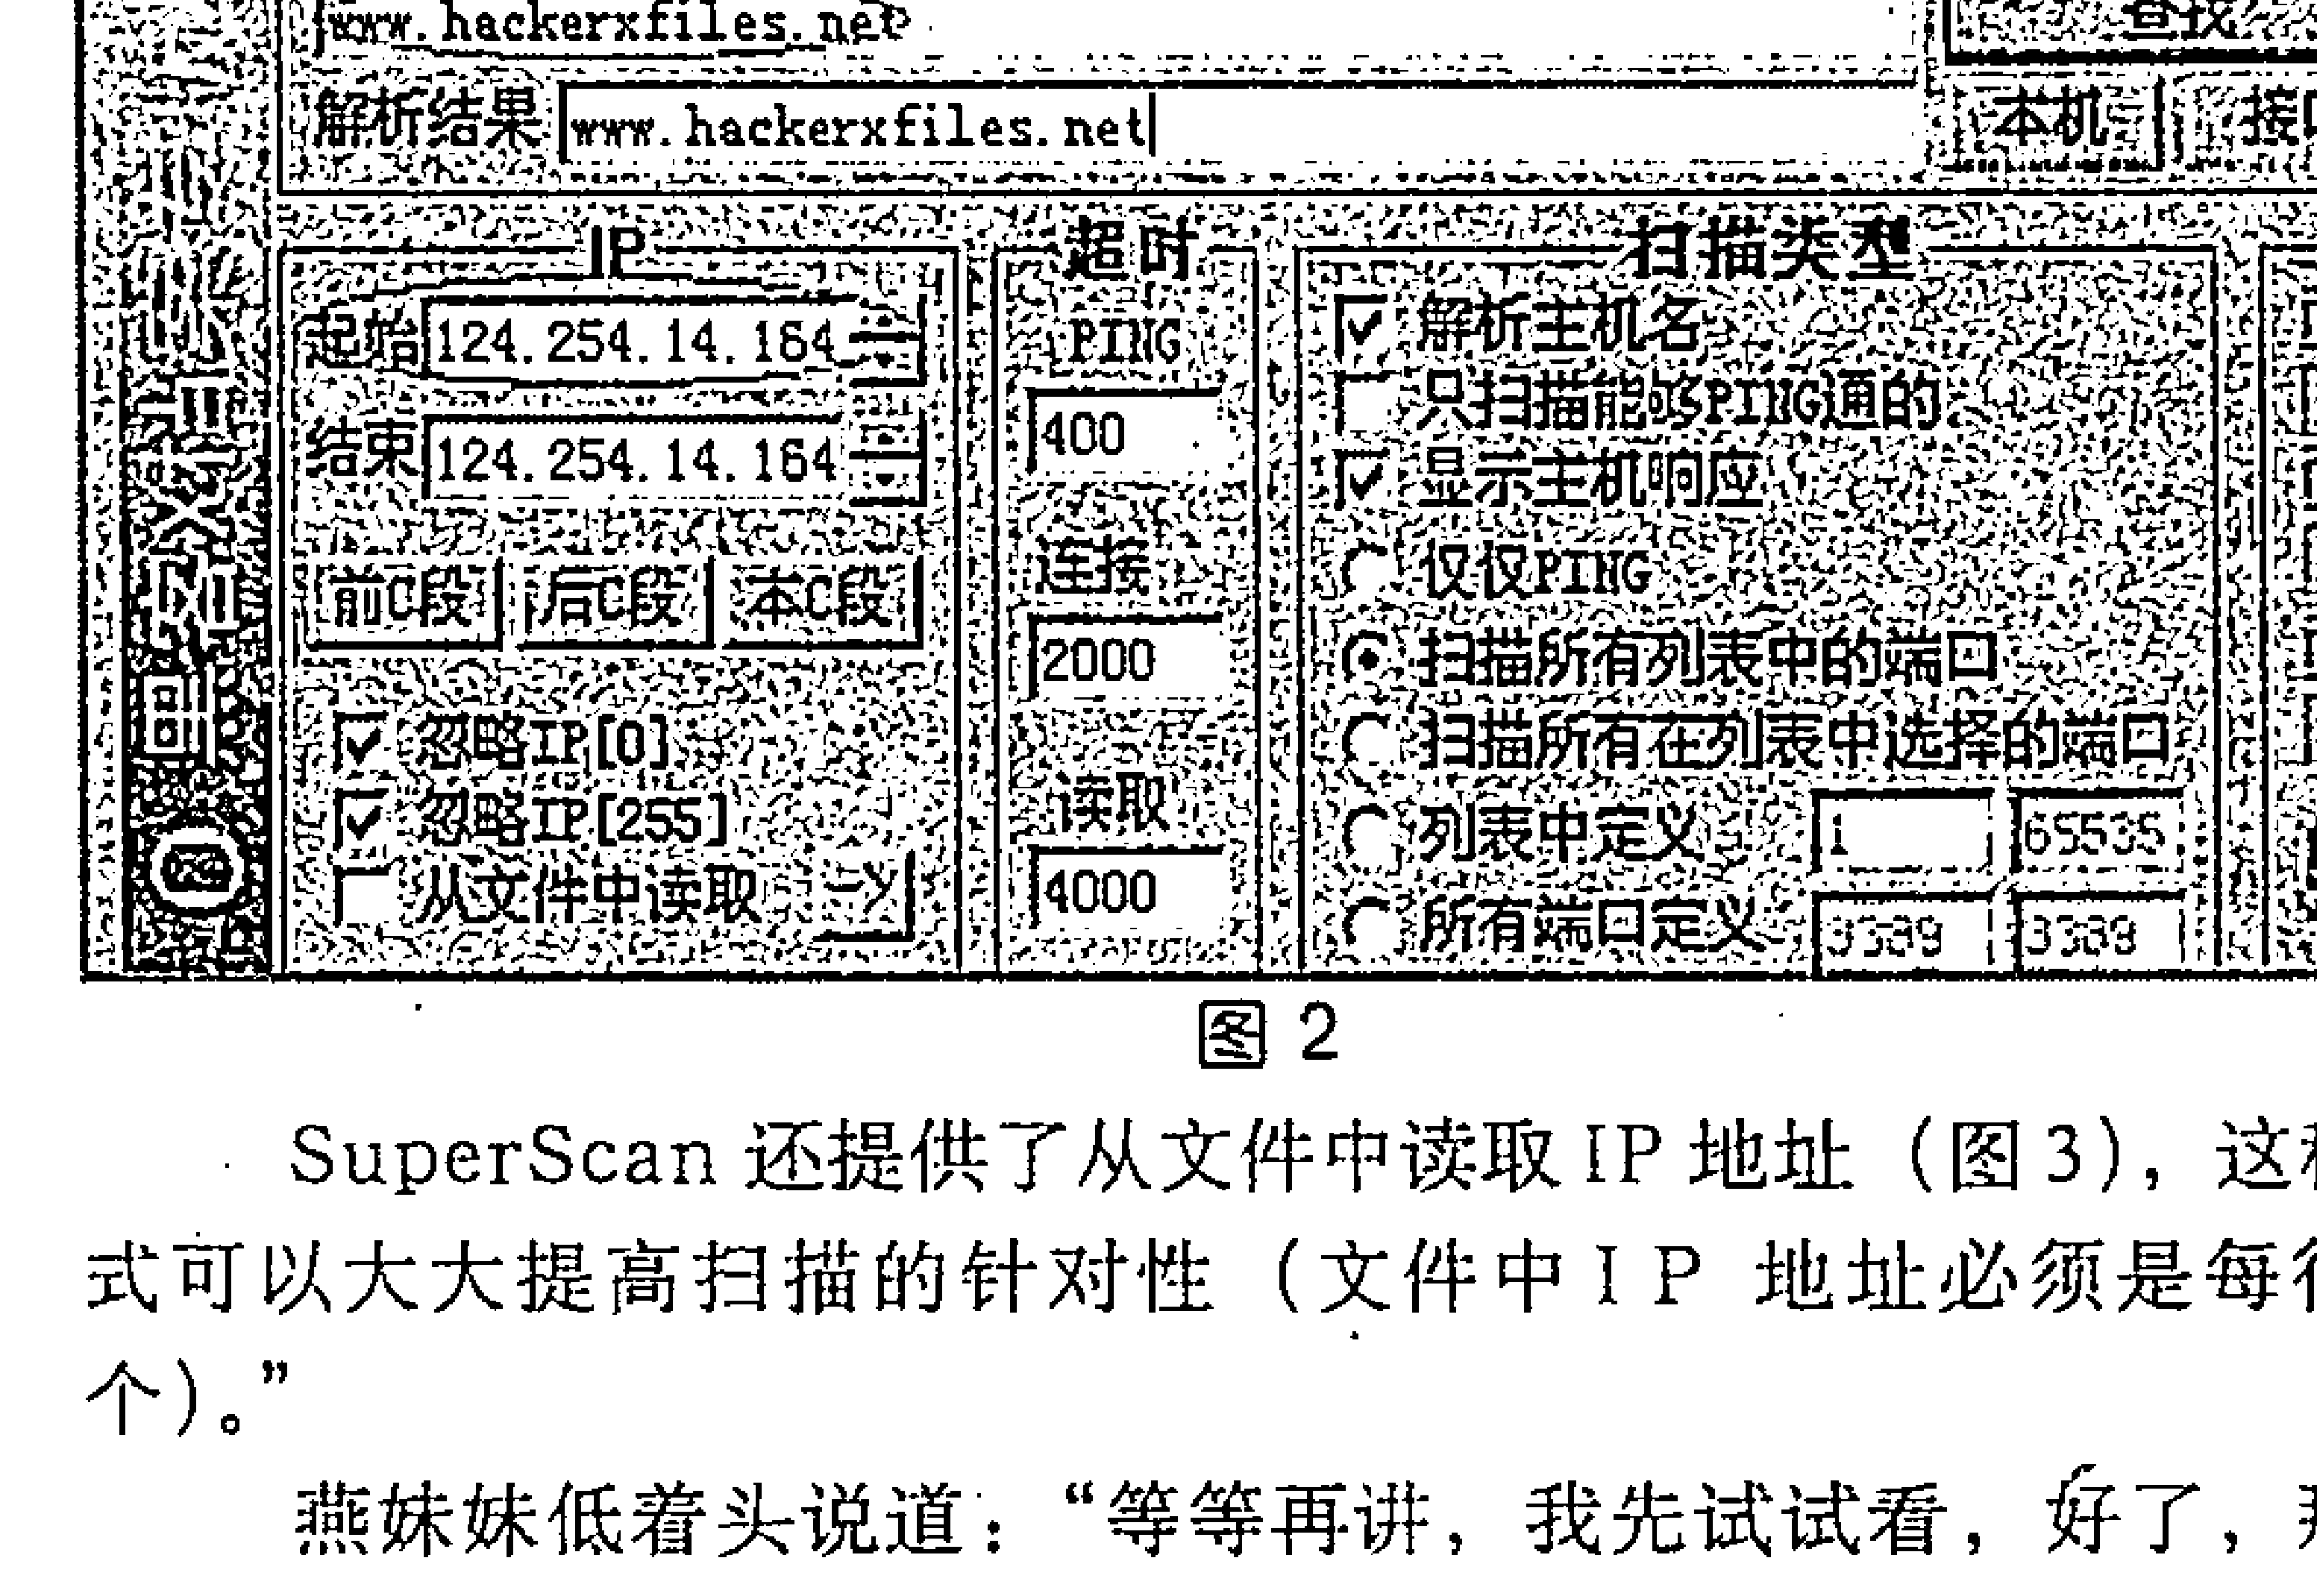 www.hackerxfiles.net
查找
解析结果 www.hackerxfiles.net
本机 接口
IP 超时 扫描类型
起始 124.254.14.164
PING
解析主机名
只扫描能够PING通的
400
结束 124.254.14.164
显示主机响应
连接
仅仅PING
前C段 后C段 本C段
2000
扫描所有列表中的端口
忽略IP[0]
扫描所有在列表中选择的端口
读取
忽略IP[255]
列表中定义 1 65535
从文件中读取 ->
4000
所有端口定义 3389 3389
图 2
SuperScan 还提供了从文件中读取 IP 地址（图 3），这
式可以大大提高扫描的针对性（文件中 I P 地址必须是每
个）。”
燕妹妹低着头说道：“等等再讲，我先试试看，好了，